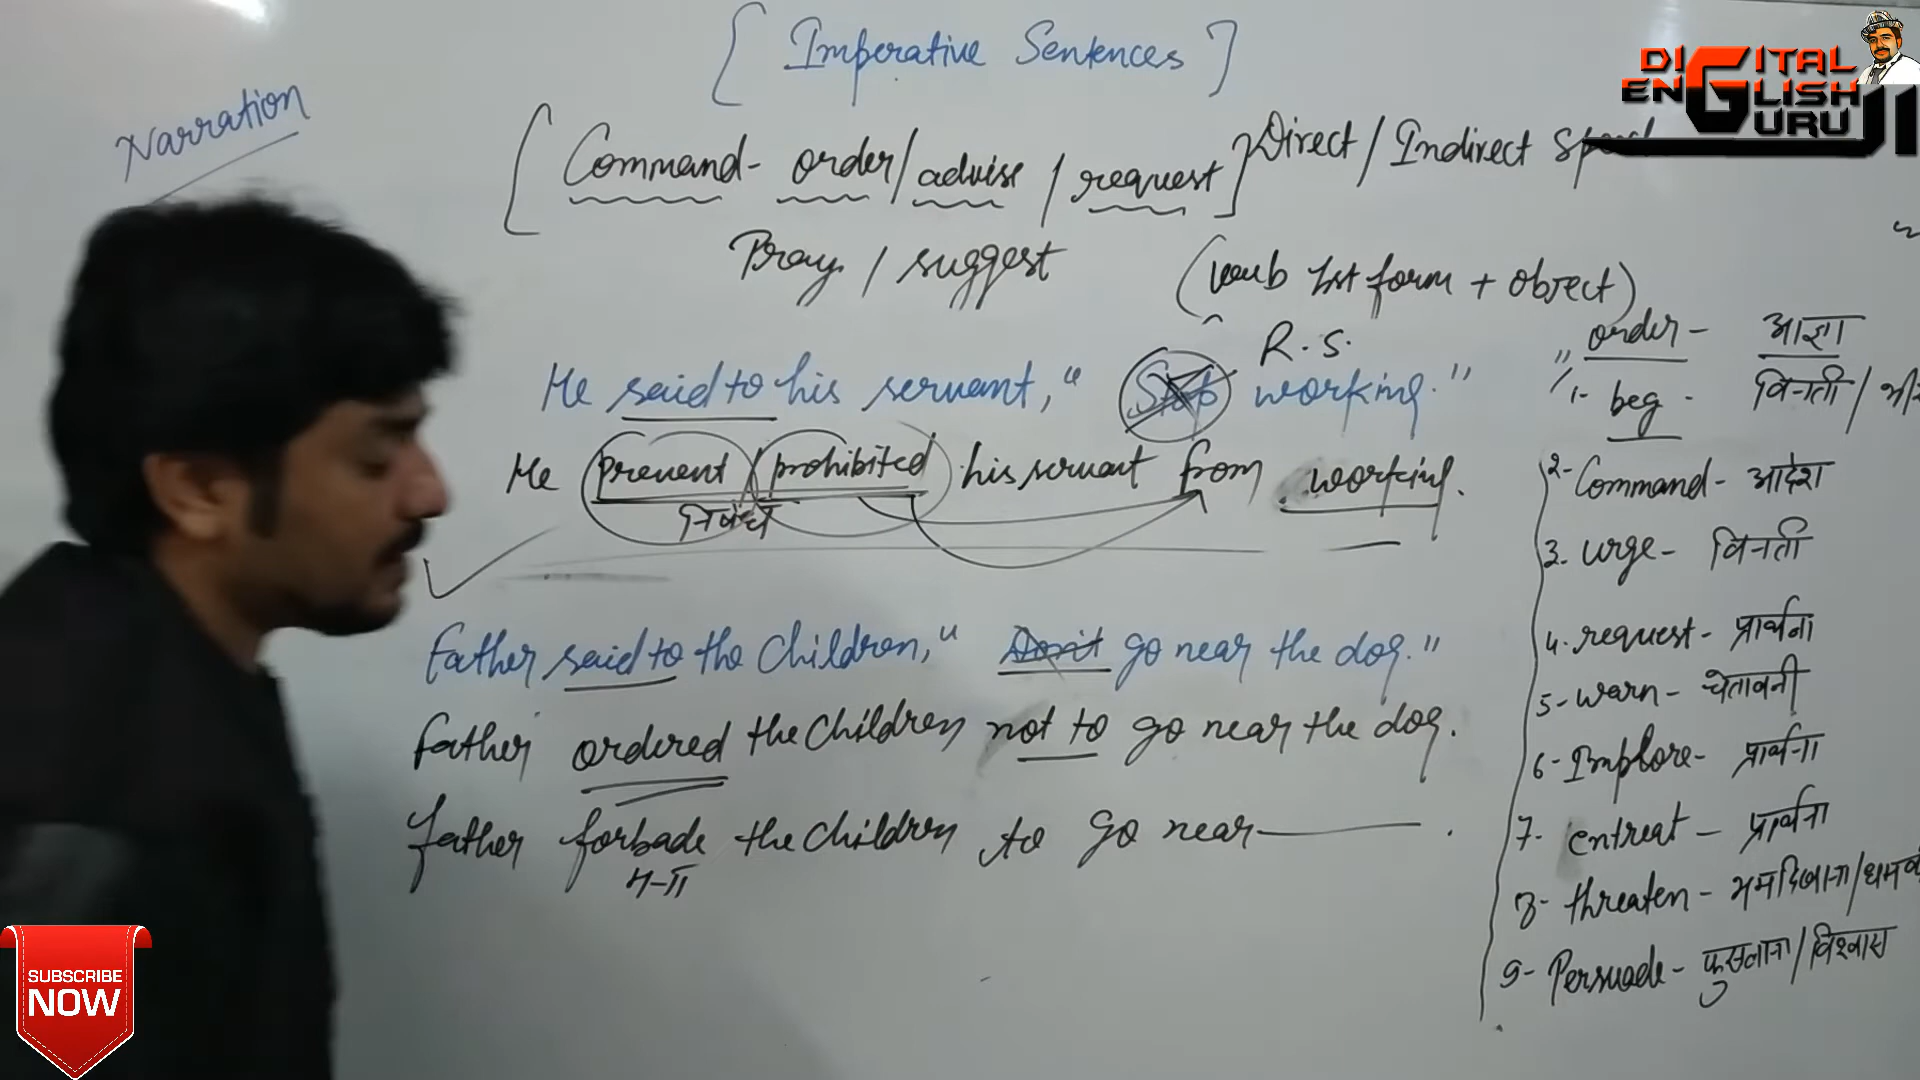 [ Imperative Sentences ]
DIGITAL
ENGLISH
GURU JI
Narration
[ Command - order / advise / request ] Direct / Indirect
Pray / suggest
(verb Ist form + object)
R. S.
He said to his servant, " Stop working. "
He prevent / prohibited his servant from working.
Father said to the children, " Don't go near the dog. "
Father ordered the children not to go near the dog.
father forbade the children to go near ——— .
order - आज्ञा
1- beg - विनती /
2- Command - आदेश
3. urge - विनती
4. request - प्रार्थना
5 - warn - चेतावनी
6 - Implore - प्रार्थना
7. entreat - प्रार्थना
8- threaten -
9- Persuade - फुसलाना / विश्वास
SUBSCRIBE
NOW